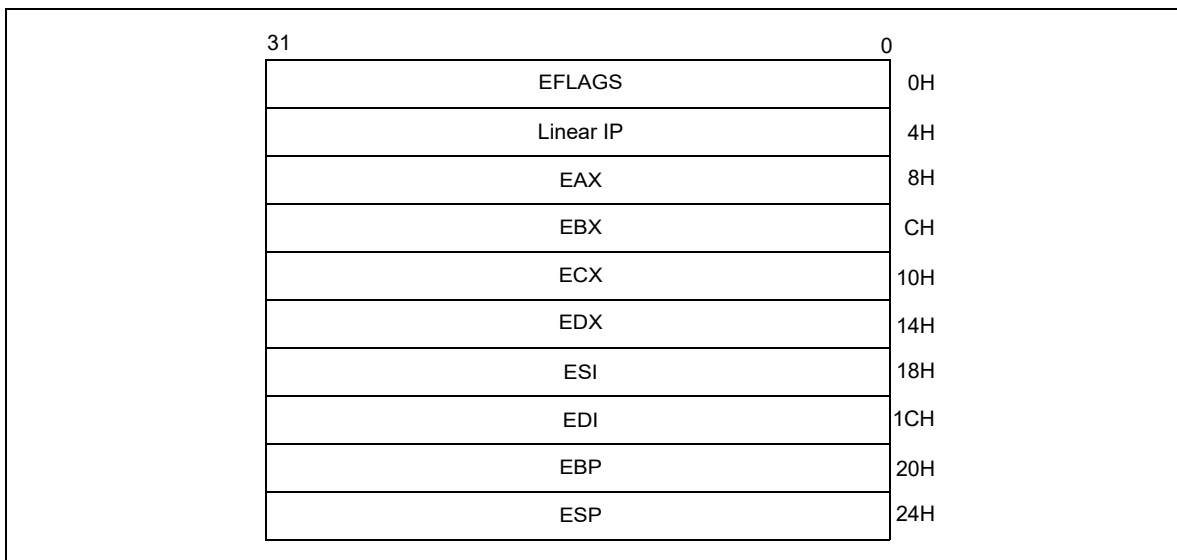 31 0
EFLAGS 0H
Linear IP 4H
EAX 8H
EBX CH
ECX 10H
EDX 14H
ESI 18H
EDI 1CH
EBP 20H
ESP 24H